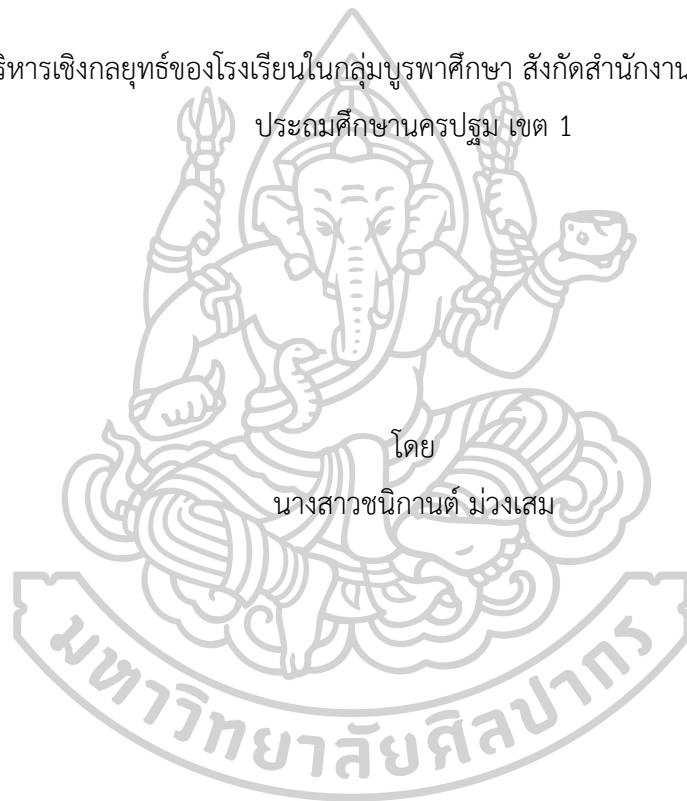 ริหารเชิงกลยุทธ์ของโรงเรียนในกลุ่มบูรพาศึกษา สังกัดสำนักงาน
ประถมศึกษานครปฐม เขต 1
โดย
นางสาวชนิกานต์ ม่วงเสม
มหาวิทยาลัยศิลปากร